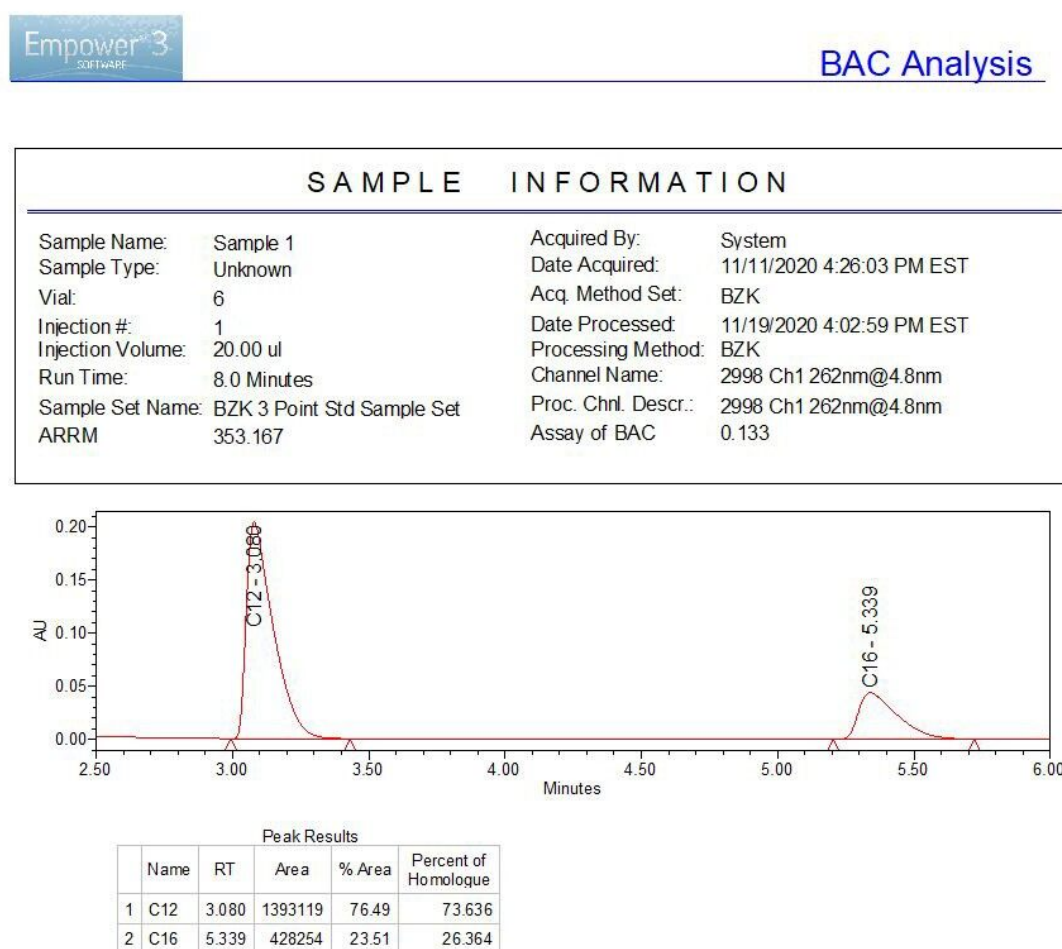 Empower 3
SOFTWARE
BAC Analysis
SAMPLE INFORMATION
Sample Name: Sample 1
Sample Type: Unknown
Vial: 6
Injection #: 1
Injection Volume: 20.00 ul
Run Time: 8.0 Minutes
Sample Set Name: BZK 3 Point Std Sample Set
ARRM 353.167
Acquired By: System
Date Acquired: 11/11/2020 4:26:03 PM EST
Acq. Method Set: BZK
Date Processed: 11/19/2020 4:02:59 PM EST
Processing Method: BZK
Channel Name: 2998 Ch1 262nm@4.8nm
Proc. Chnl. Descr.: 2998 Ch1 262nm@4.8nm
Assay of BAC 0.133
AU
0.20
0.15
0.10
0.05
0.00
C12 - 3.080
C16 - 5.339
2.50 3.00 3.50 4.00 4.50 5.00 5.50 6.00
Minutes
Peak Results
Name RT Area % Area Percent of Homologue
1 C12 3.080 1393119 76.49 73.636
2 C16 5.339 428254 23.51 26.364